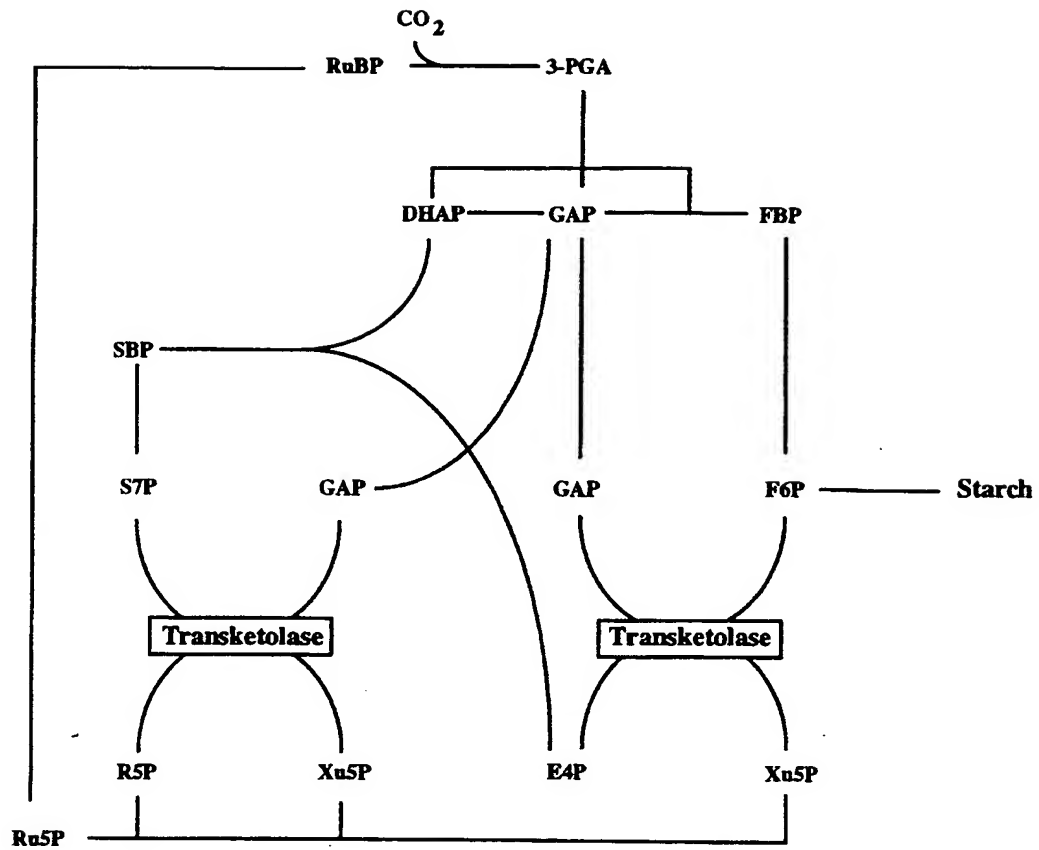 CO2
RuBP 3-PGA
DHAP GAP FBP
SBP
S7P GAP GAP F6P Starch
Transketolase Transketolase
R5P Xu5P E4P Xu5P
Ru5P